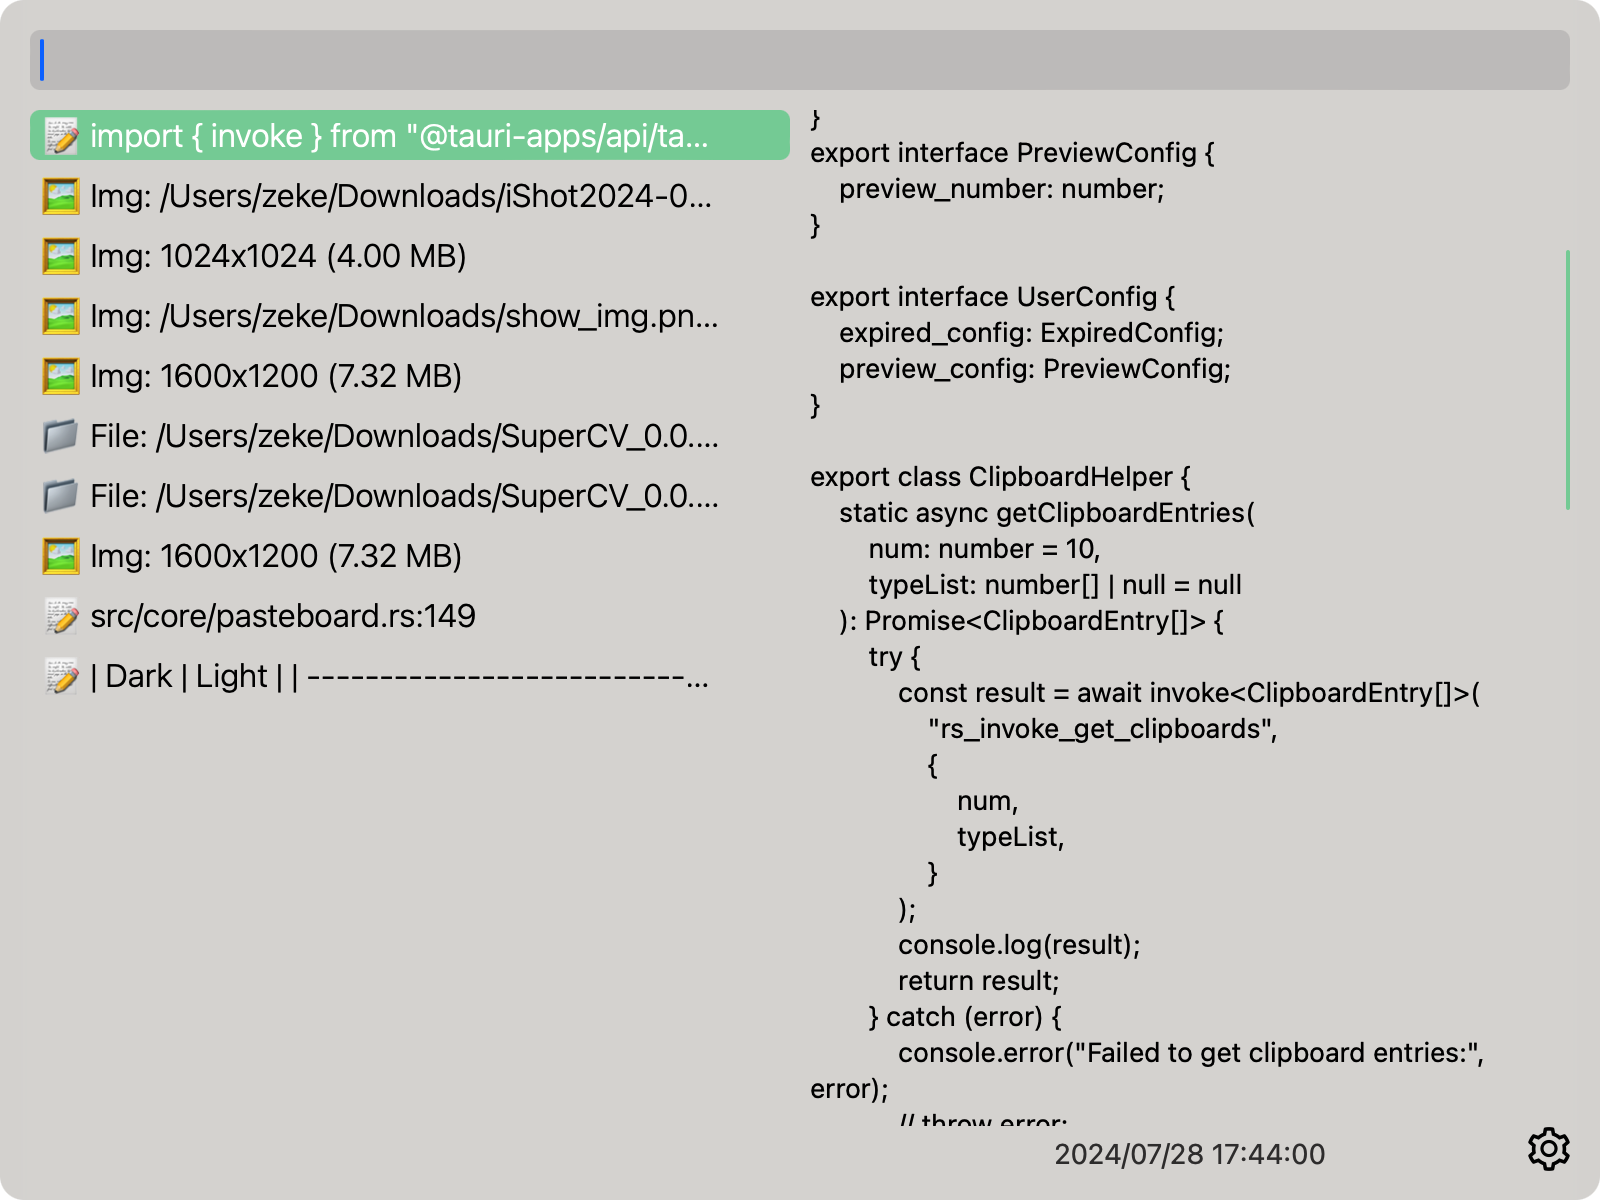 import { invoke } from "@tauri-apps/api/ta...
Img: /Users/zeke/Downloads/iShot2024-0...
Img: 1024x1024 (4.00 MB)
Img: /Users/zeke/Downloads/show_img.pn...
Img: 1600x1200 (7.32 MB)
File: /Users/zeke/Downloads/SuperCV_0.0....
File: /Users/zeke/Downloads/SuperCV_0.0....
Img: 1600x1200 (7.32 MB)
src/core/pasteboard.rs:149
| Dark | Light | | --------------------------...
}
export interface PreviewConfig {
    preview_number: number;
}

export interface UserConfig {
    expired_config: ExpiredConfig;
    preview_config: PreviewConfig;
}

export class ClipboardHelper {
    static async getClipboardEntries(
        num: number = 10,
        typeList: number[] | null = null
    ): Promise<ClipboardEntry[]> {
        try {
            const result = await invoke<ClipboardEntry[]>(
                "rs_invoke_get_clipboards",
                {
                    num,
                    typeList,
                }
            );
            console.log(result);
            return result;
        } catch (error) {
            console.error("Failed to get clipboard entries:",
error);
            // throw error;
2024/07/28 17:44:00